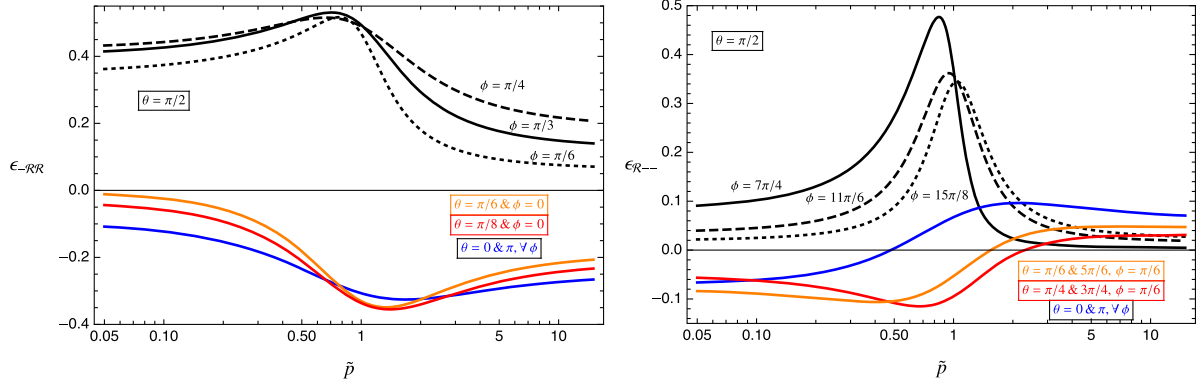 ϵ₋RR
0.4
0.2
0.0
-0.2
-0.4
θ = π/2
ϕ = π/4
ϕ = π/3
ϕ = π/6
θ = π/6 & ϕ = 0
θ = π/8 & ϕ = 0
θ = 0 & π, ∀ ϕ
0.05 0.10 0.50 1 5 10
p̃
ϵR₋₋
0.5
0.4
0.3
0.2
0.1
0.0
-0.1
θ = π/2
ϕ = 7π/4
ϕ = 11π/6
ϕ = 15π/8
θ = π/6 & 5π/6, ϕ = π/6
θ = π/4 & 3π/4, ϕ = π/6
θ = 0 & π, ∀ ϕ
0.05 0.10 0.50 1 5 10
p̃